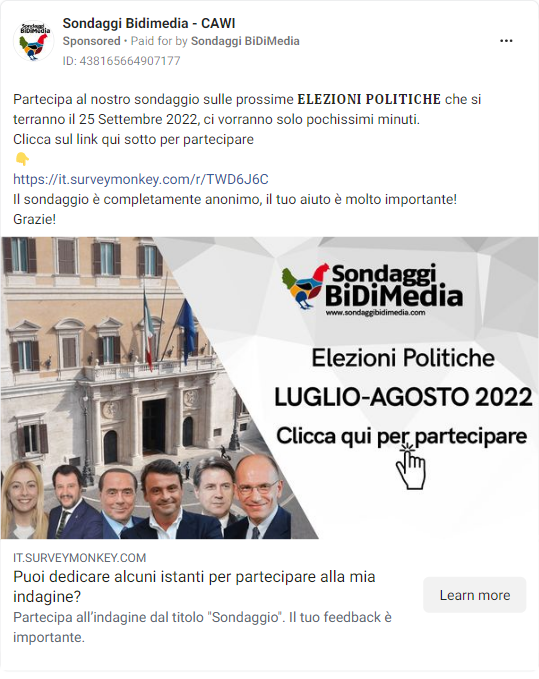 Sondaggi BiDiMedia
Sondaggi Bidimedia - CAWI
Sponsored • Paid for by Sondaggi BiDiMedia
ID: 438165664907177
Partecipa al nostro sondaggio sulle prossime 𝐄𝐋𝐄𝐙𝐈𝐎𝐍𝐈 𝐏𝐎𝐋𝐈𝐓𝐈𝐂𝐇𝐄 che si
terranno il 25 Settembre 2022, ci vorranno solo pochissimi minuti.
Clicca sul link qui sotto per partecipare
👇
https://it.surveymonkey.com/r/TWD6J6C
Il sondaggio è completamente anonimo, il tuo aiuto è molto importante!
Grazie!
Sondaggi
BiDiMedia
www.sondaggibidimedia.com
Elezioni Politiche
LUGLIO-AGOSTO 2022
Clicca qui per partecipare
IT.SURVEYMONKEY.COM
Puoi dedicare alcuni istanti per partecipare alla mia
indagine?
Partecipa all’indagine dal titolo "Sondaggio". Il tuo feedback è
importante.
Learn more